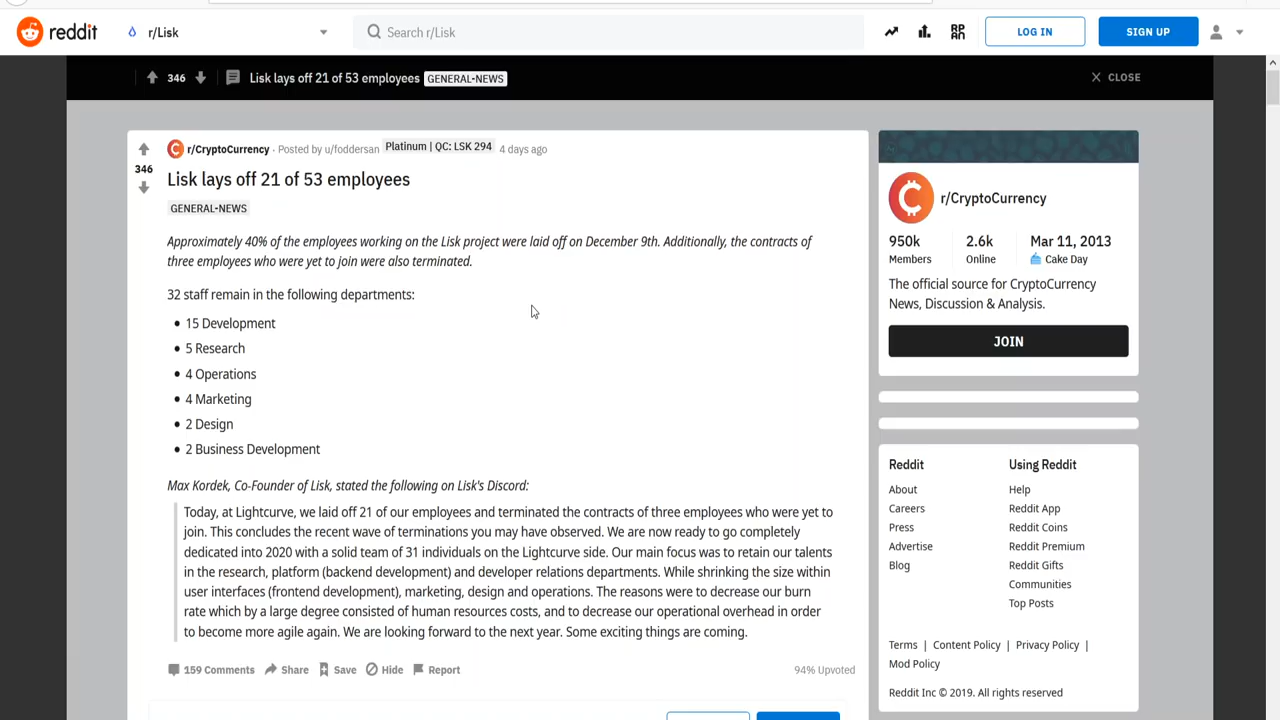 reddit
r/Lisk
Search r/Lisk
LOG IN
SIGN UP
346
Lisk lays off 21 of 53 employees
GENERAL-NEWS
CLOSE
346
r/CryptoCurrency · Posted by u/foddersan Platinum | QC: LSK 294 4 days ago
Lisk lays off 21 of 53 employees
GENERAL-NEWS
Approximately 40% of the employees working on the Lisk project were laid off on December 9th. Additionally, the contracts of
three employees who were yet to join were also terminated.
32 staff remain in the following departments:
• 15 Development
• 5 Research
• 4 Operations
• 4 Marketing
• 2 Design
• 2 Business Development
Max Kordek, Co-Founder of Lisk, stated the following on Lisk's Discord:
Today, at Lightcurve, we laid off 21 of our employees and terminated the contracts of three employees who were yet to
join. This concludes the recent wave of terminations you may have observed. We are now ready to go completely
dedicated into 2020 with a solid team of 31 individuals on the Lightcurve side. Our main focus was to retain our talents
in the research, platform (backend development) and developer relations departments. While shrinking the size within
user interfaces (frontend development), marketing, design and operations. The reasons were to decrease our burn
rate which by a large degree consisted of human resources costs, and to decrease our operational overhead in order
to become more agile again. We are looking forward to the next year. Some exciting things are coming.
159 Comments
Share
Save
Hide
Report
94% Upvoted
r/CryptoCurrency
950k
2.6k
Mar 11, 2013
Members
Online
Cake Day
The official source for CryptoCurrency
News, Discussion & Analysis.
JOIN
Reddit
Using Reddit
About
Help
Careers
Reddit App
Press
Reddit Coins
Advertise
Reddit Premium
Blog
Reddit Gifts
Communities
Top Posts
Terms | Content Policy | Privacy Policy |
Mod Policy
Reddit Inc © 2019. All rights reserved